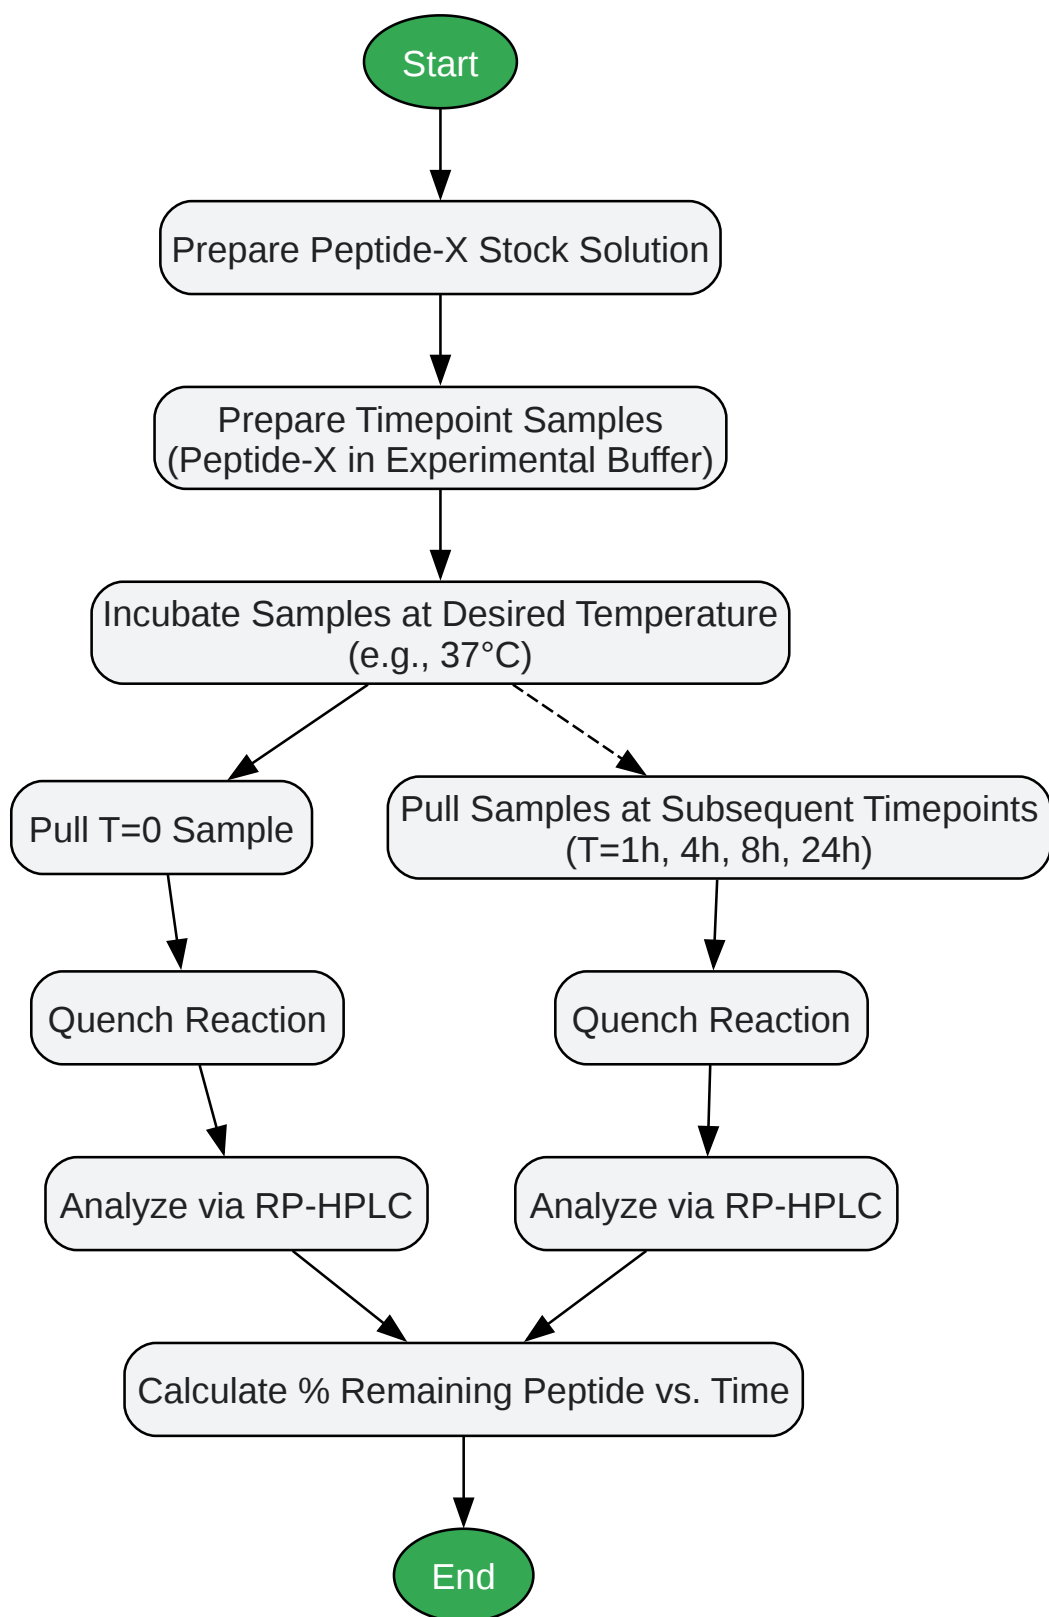 Start
Prepare Peptide-X Stock Solution
Prepare Timepoint Samples
(Peptide-X in Experimental Buffer)
Incubate Samples at Desired Temperature
(e.g., 37°C)
Pull T=0 Sample
Pull Samples at Subsequent Timepoints
(T=1h, 4h, 8h, 24h)
Quench Reaction
Quench Reaction
Analyze via RP-HPLC
Analyze via RP-HPLC
Calculate % Remaining Peptide vs. Time
End